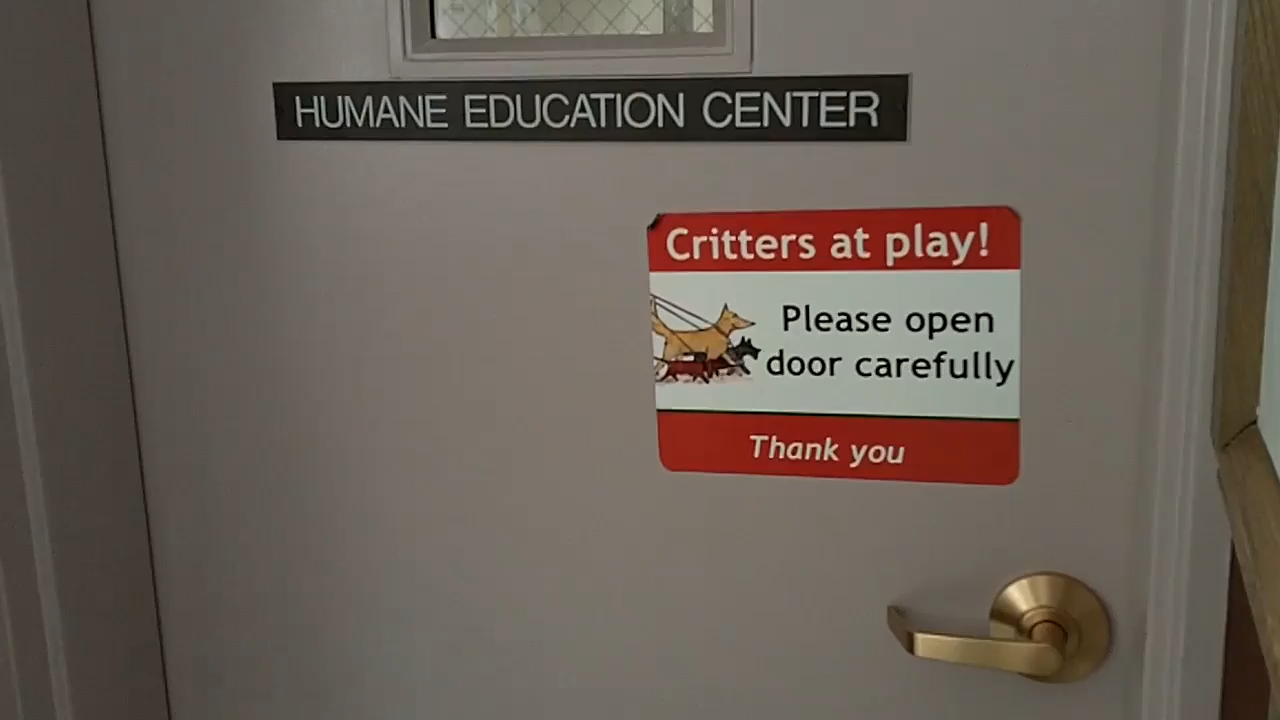 HUMANE EDUCATION CENTER
Critters at play!
Please open
door carefully
Thank you